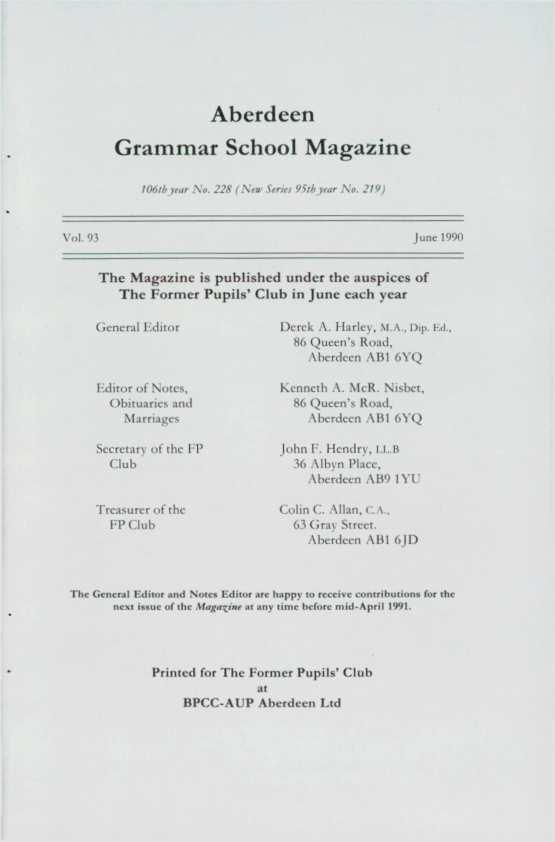 Aberdeen
Grammar School Magazine
106th year No. 228 (New Series 95th year No. 219)
Vol. 93 June 1990
The Magazine is published under the auspices of
The Former Pupils' Club in June each year
General Editor Derek A. Harley, M.A., Dip. Ed.,
86 Queen's Road,
Aberdeen AB1 6YQ
Editor of Notes, Kenneth A. McR. Nisbet,
Obituaries and 86 Queen's Road,
Marriages Aberdeen AB1 6YQ
Secretary of the FP John F. Hendry, LL.B
Club 36 Albyn Place,
Aberdeen AB9 1YU
Treasurer of the Colin C. Allan, C.A.,
FP Club 63 Gray Street.
Aberdeen AB1 6JD
The General Editor and Notes Editor are happy to receive contributions for the
next issue of the Magazine at any time before mid-April 1991.
Printed for The Former Pupils' Club
at
BPCC-AUP Aberdeen Ltd